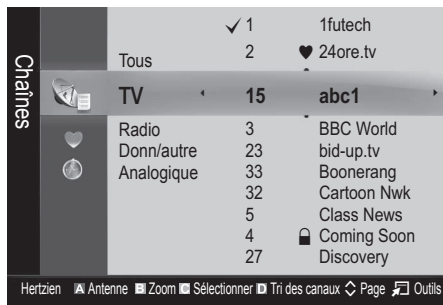 Chaînes
✓ 1 1futech
Tous 2 ♥ 24ore.tv
TV 15 abc1
Radio 3 BBC World
Donn/autre 23 bid-up.tv
Analogique 33 Boonerang
32 Cartoon Nwk
5 Class News
4 Coming Soon
27 Discovery
Hertzien A Antenne B Zoom C Sélectionner D Tri des canaux Page Outils